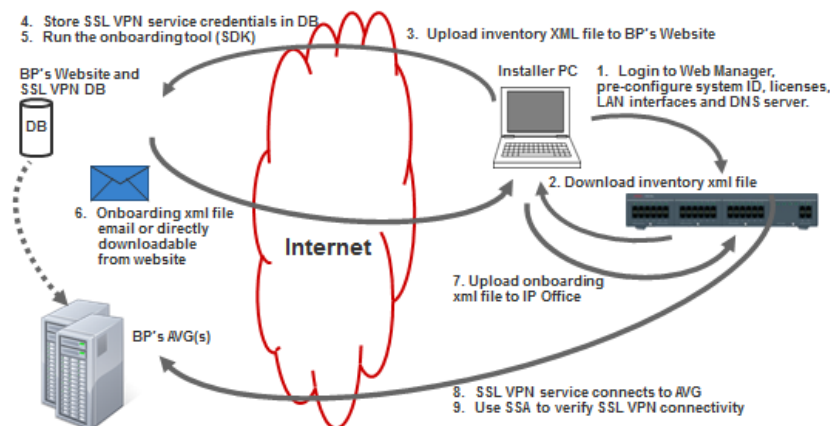 4. Store SSL VPN service credentials in DB
5. Run the onboarding tool (SDK)
3. Upload inventory XML file to BP's Website
BP's Website and
SSL VPN DB
DB
Installer PC
1. Login to Web Manager,
pre-configure system ID, licenses,
LAN interfaces and DNS server.
2. Download inventory xml file
6. Onboarding xml file
email or directly
downloadable
from website
Internet
7. Upload onboarding
xml file to IP Office
BP's AVG(s)
8. SSL VPN service connects to AVG
9. Use SSA to verify SSL VPN connectivity